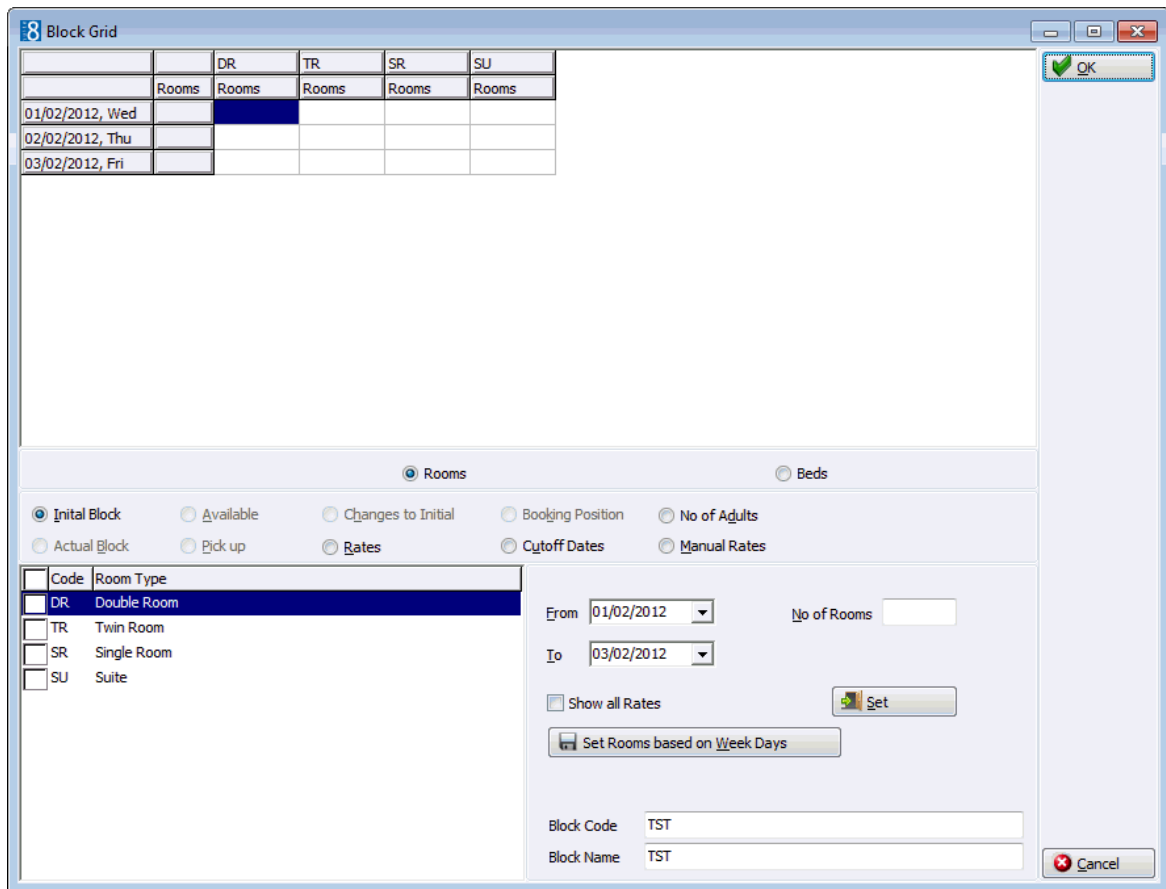 8 Block Grid
DR TR SR SU
Rooms Rooms Rooms Rooms Rooms
01/02/2012, Wed
02/02/2012, Thu
03/02/2012, Fri
OK
Rooms Beds
Inital Block Available Changes to Initial Booking Position No of Adults
Actual Block Pick up Rates Cutoff Dates Manual Rates
Code Room Type
DR Double Room
TR Twin Room
SR Single Room
SU Suite
From 01/02/2012 No of Rooms
To 03/02/2012
Show all Rates Set
Set Rooms based on Week Days
Block Code TST
Block Name TST
Cancel